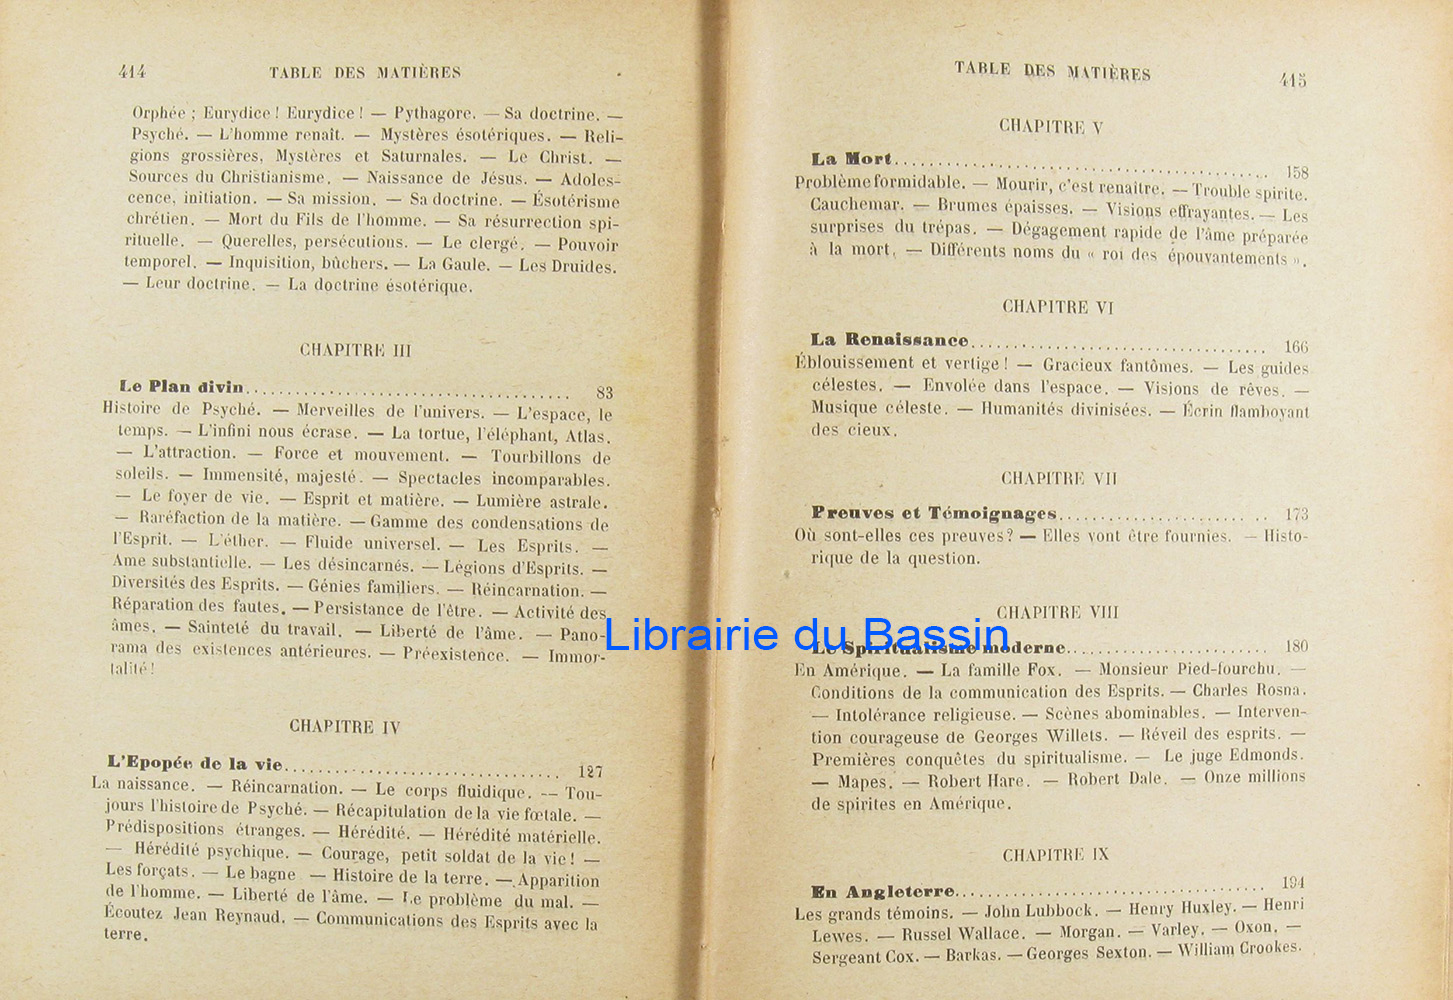 414 TABLE DES MATIÈRES
Orphée ; Eurydice ! Eurydice ! — Pythagore. — Sa doctrine. —
Psyché. — L'homme renaît. — Mystères ésotériques. — Reli-
gions grossières, Mystères et Saturnales. — Le Christ. —
Sources du Christianisme. — Naissance de Jésus. — Adoles-
cence, initiation. — Sa mission. — Sa doctrine. — Ésotérisme
chrétien. — Mort du Fils de l'homme. — Sa résurrection spi-
rituelle. — Querelles, persécutions. — Le clergé. — Pouvoir
temporel. — Inquisition, bûchers. — La Gaule. — Les Druides.
— Leur doctrine. — La doctrine ésotérique.
CHAPITRE III
Le Plan divin. 83
Histoire de Psyché. — Merveilles de l'univers. — L'espace, le
temps. — L'infini nous écrase. — La tortue, l'éléphant, Atlas.
— L'attraction. — Force et mouvement. — Tourbillons de
soleils. — Immensité, majesté. — Spectacles incomparables.
— Le foyer de vie. — Esprit et matière. — Lumière astrale.
— Raréfaction de la matière. — Gamme des condensations de
l'Esprit. — L'éther. — Fluide universel. — Les Esprits. —
Ame substantielle. — Les désincarnés. — Légions d'Esprits. —
Diversités des Esprits. — Génies familiers. — Réincarnation. —
Réparation des fautes. — Persistance de l'être. — Activité des
âmes. — Sainteté du travail. — Liberté de l'âme. — Pano-
rama des existences antérieures. — Préexistence. — Immor-
talité !
CHAPITRE IV
L'Epopée de la vie. 127
La naissance. — Réincarnation. — Le corps fluidique. — Tou-
jours l'histoire de Psyché. — Récapitulation de la vie fœtale. —
Prédispositions étranges. — Hérédité. — Hérédité matérielle.
— Hérédité psychique. — Courage, petit soldat de la vie ! —
Les forçats. — Le bagne — Histoire de la terre. — Apparition
de l'homme. — Liberté de l'âme. — Le problème du mal. —
Écoutez Jean Reynaud. — Communications des Esprits avec la
terre.
TABLE DES MATIÈRES 415
CHAPITRE V
La Mort. 158
Problème formidable. — Mourir, c'est renaître. — Trouble spirite.
Cauchemar. — Brumes épaisses. — Visions effrayantes. — Les
surprises du trépas. — Dégagement rapide de l'âme préparée
à la mort. — Différents noms du « roi des épouvantements ».
CHAPITRE VI
La Renaissance. 166
Éblouissement et vertige ! — Gracieux fantômes. — Les guides
célestes. — Envolée dans l'espace. — Visions de rêves. —
Musique céleste. — Humanités divinisées. — Écrin flamboyant
des cieux.
CHAPITRE VII
Preuves et Témoignages. 173
Où sont-elles ces preuves ? — Elles vont être fournies. — Histo-
rique de la question.
CHAPITRE VIII
Librairie du Bassin
Le Spiritualisme moderne. 180
En Amérique. — La famille Fox. — Monsieur Pied-fourchu. —
Conditions de la communication des Esprits. — Charles Rosna.
— Intolérance religieuse. — Scènes abominables. — Interven-
tion courageuse de Georges Willets. — Réveil des esprits. —
Premières conquêtes du spiritualisme. — Le juge Edmonds.
— Mapes. — Robert Hare. — Robert Dale. — Onze millions
de spirites en Amérique.
CHAPITRE IX
En Angleterre. 194
Les grands témoins. — John Lubbock. — Henry Huxley. — Henri
Lewes. — Russel Wallace. — Morgan. — Varley. — Oxon. —
Sergeant Cox. — Barkas. — Georges Sexton. — William Crookes.